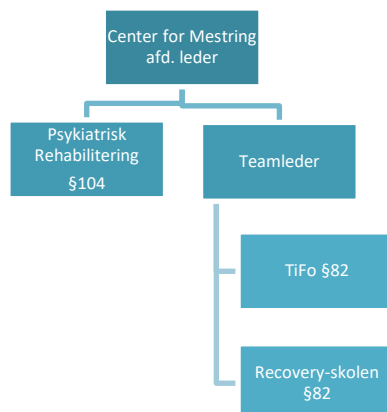 Center for Mestring
afd. leder
Psykiatrisk
Rehabilitering
§104
Teamleder
TiFo §82
Recovery-skolen
§82